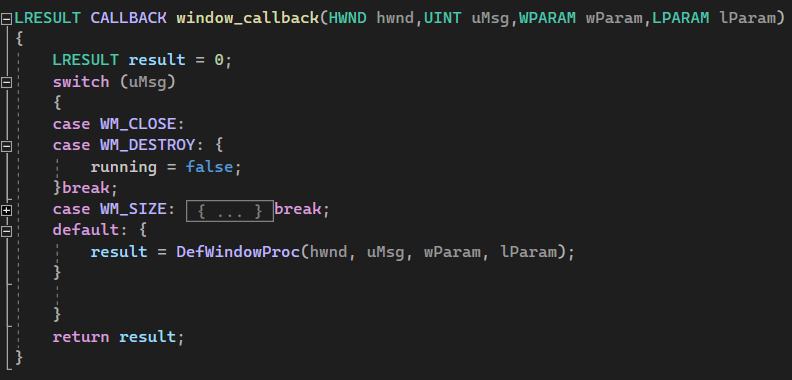 LRESULT CALLBACK window_callback(HWND hwnd,UINT uMsg,WPARAM wParam,LPARAM lParam)
{
    LRESULT result = 0;
    switch (uMsg)
    {
    case WM_CLOSE:
    case WM_DESTROY: {
        running = false;
    }break;
    case WM_SIZE: { ... }break;
    default: {
        result = DefWindowProc(hwnd, uMsg, wParam, lParam);
    }
    }
    return result;
}